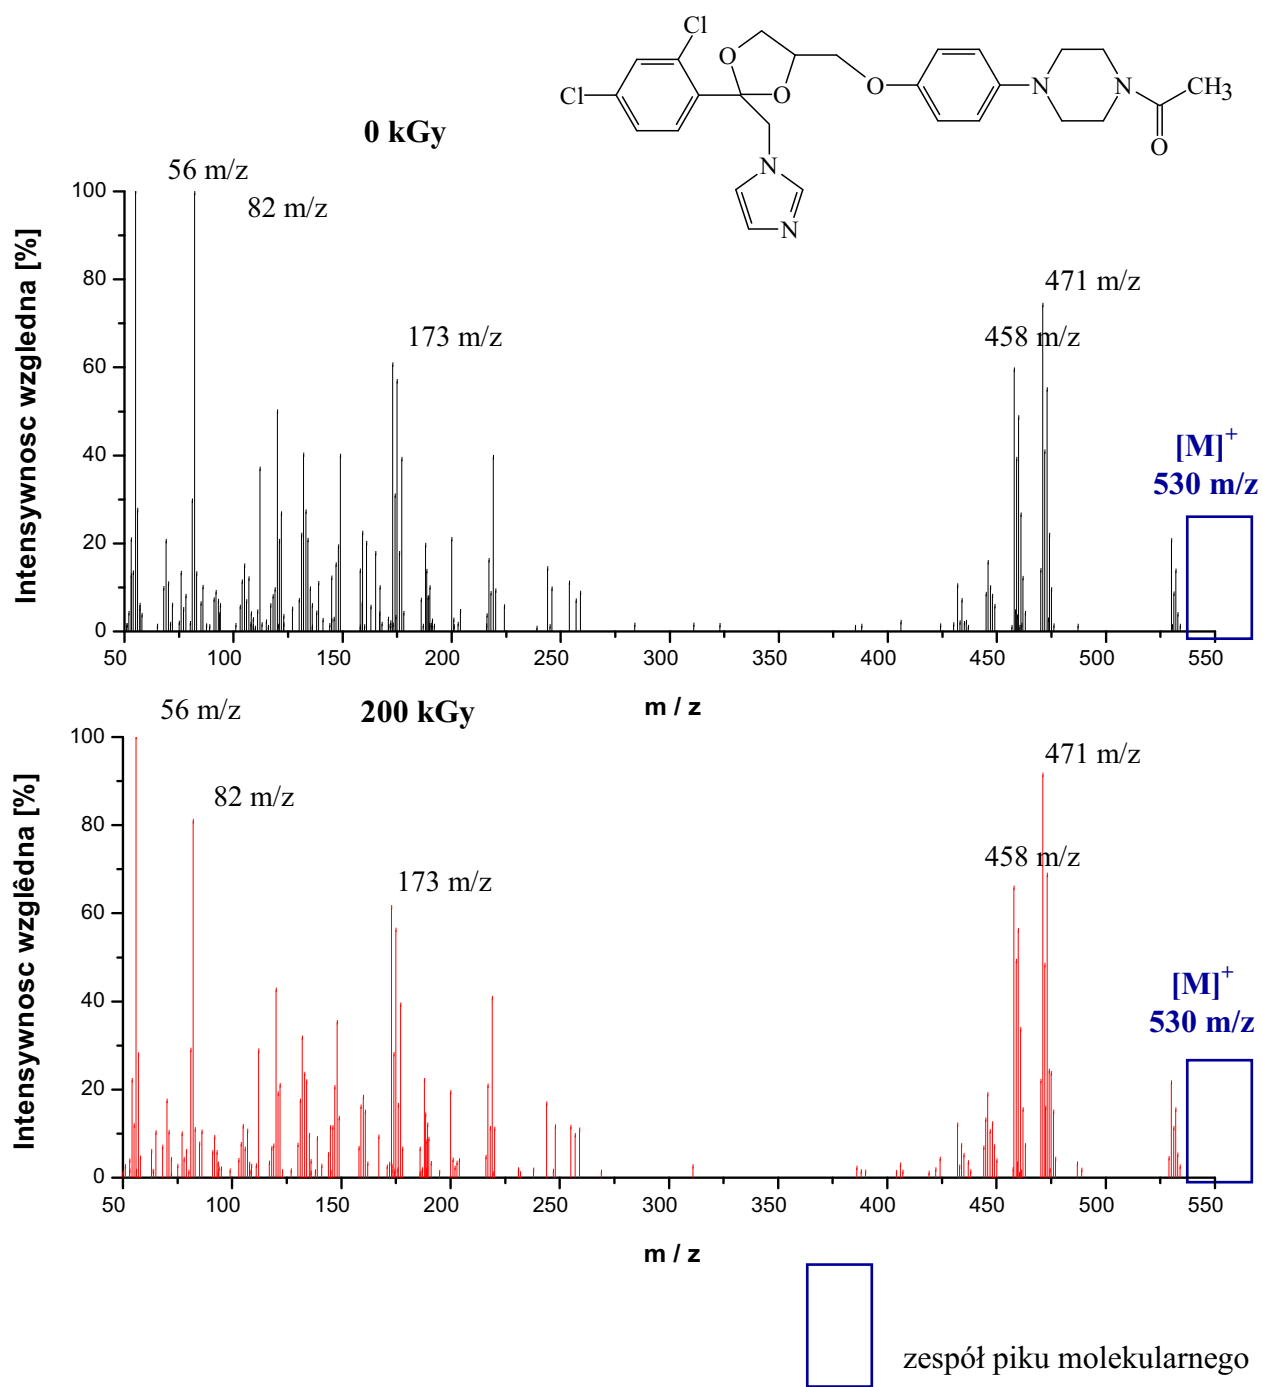 Cl
Cl
O
O
O
N
N
CH3
O
N
N
0 kGy
56 m/z
82 m/z
173 m/z
458 m/z
471 m/z
[M]+
530 m/z
Intensywnosc wzgledna [%]
100
80
60
40
20
0
50 100 150 200 250 300 350 400 450 500 550
m / z
56 m/z
200 kGy
82 m/z
173 m/z
458 m/z
471 m/z
[M]+
530 m/z
Intensywnosc wzglêdna [%]
100
80
60
40
20
0
50 100 150 200 250 300 350 400 450 500 550
m / z
zespół piku molekularnego